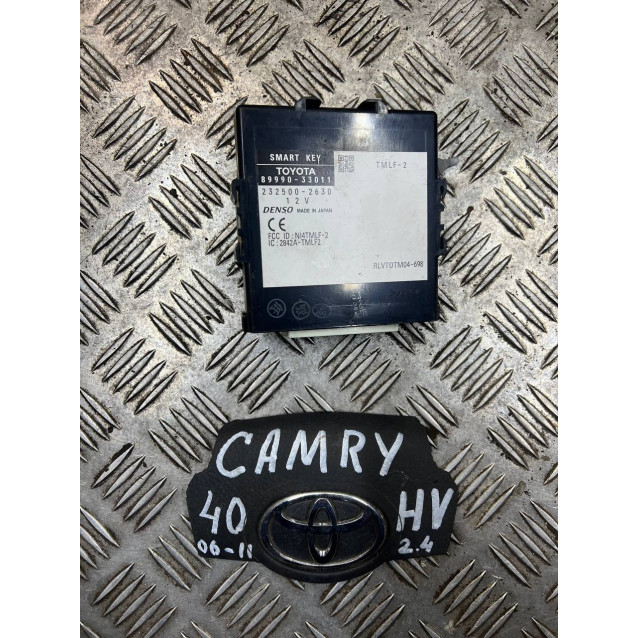 SMART KEY
TMLF-2
TOYOTA
89990-33011
232500-2630
12V
DENSO MADE IN JAPAN
CE
FCC ID : NI4TMLF-2
IC : 2842A-TMLF2
RLVTDTM04-698
CAMRY
40 HV
06-11 2.4